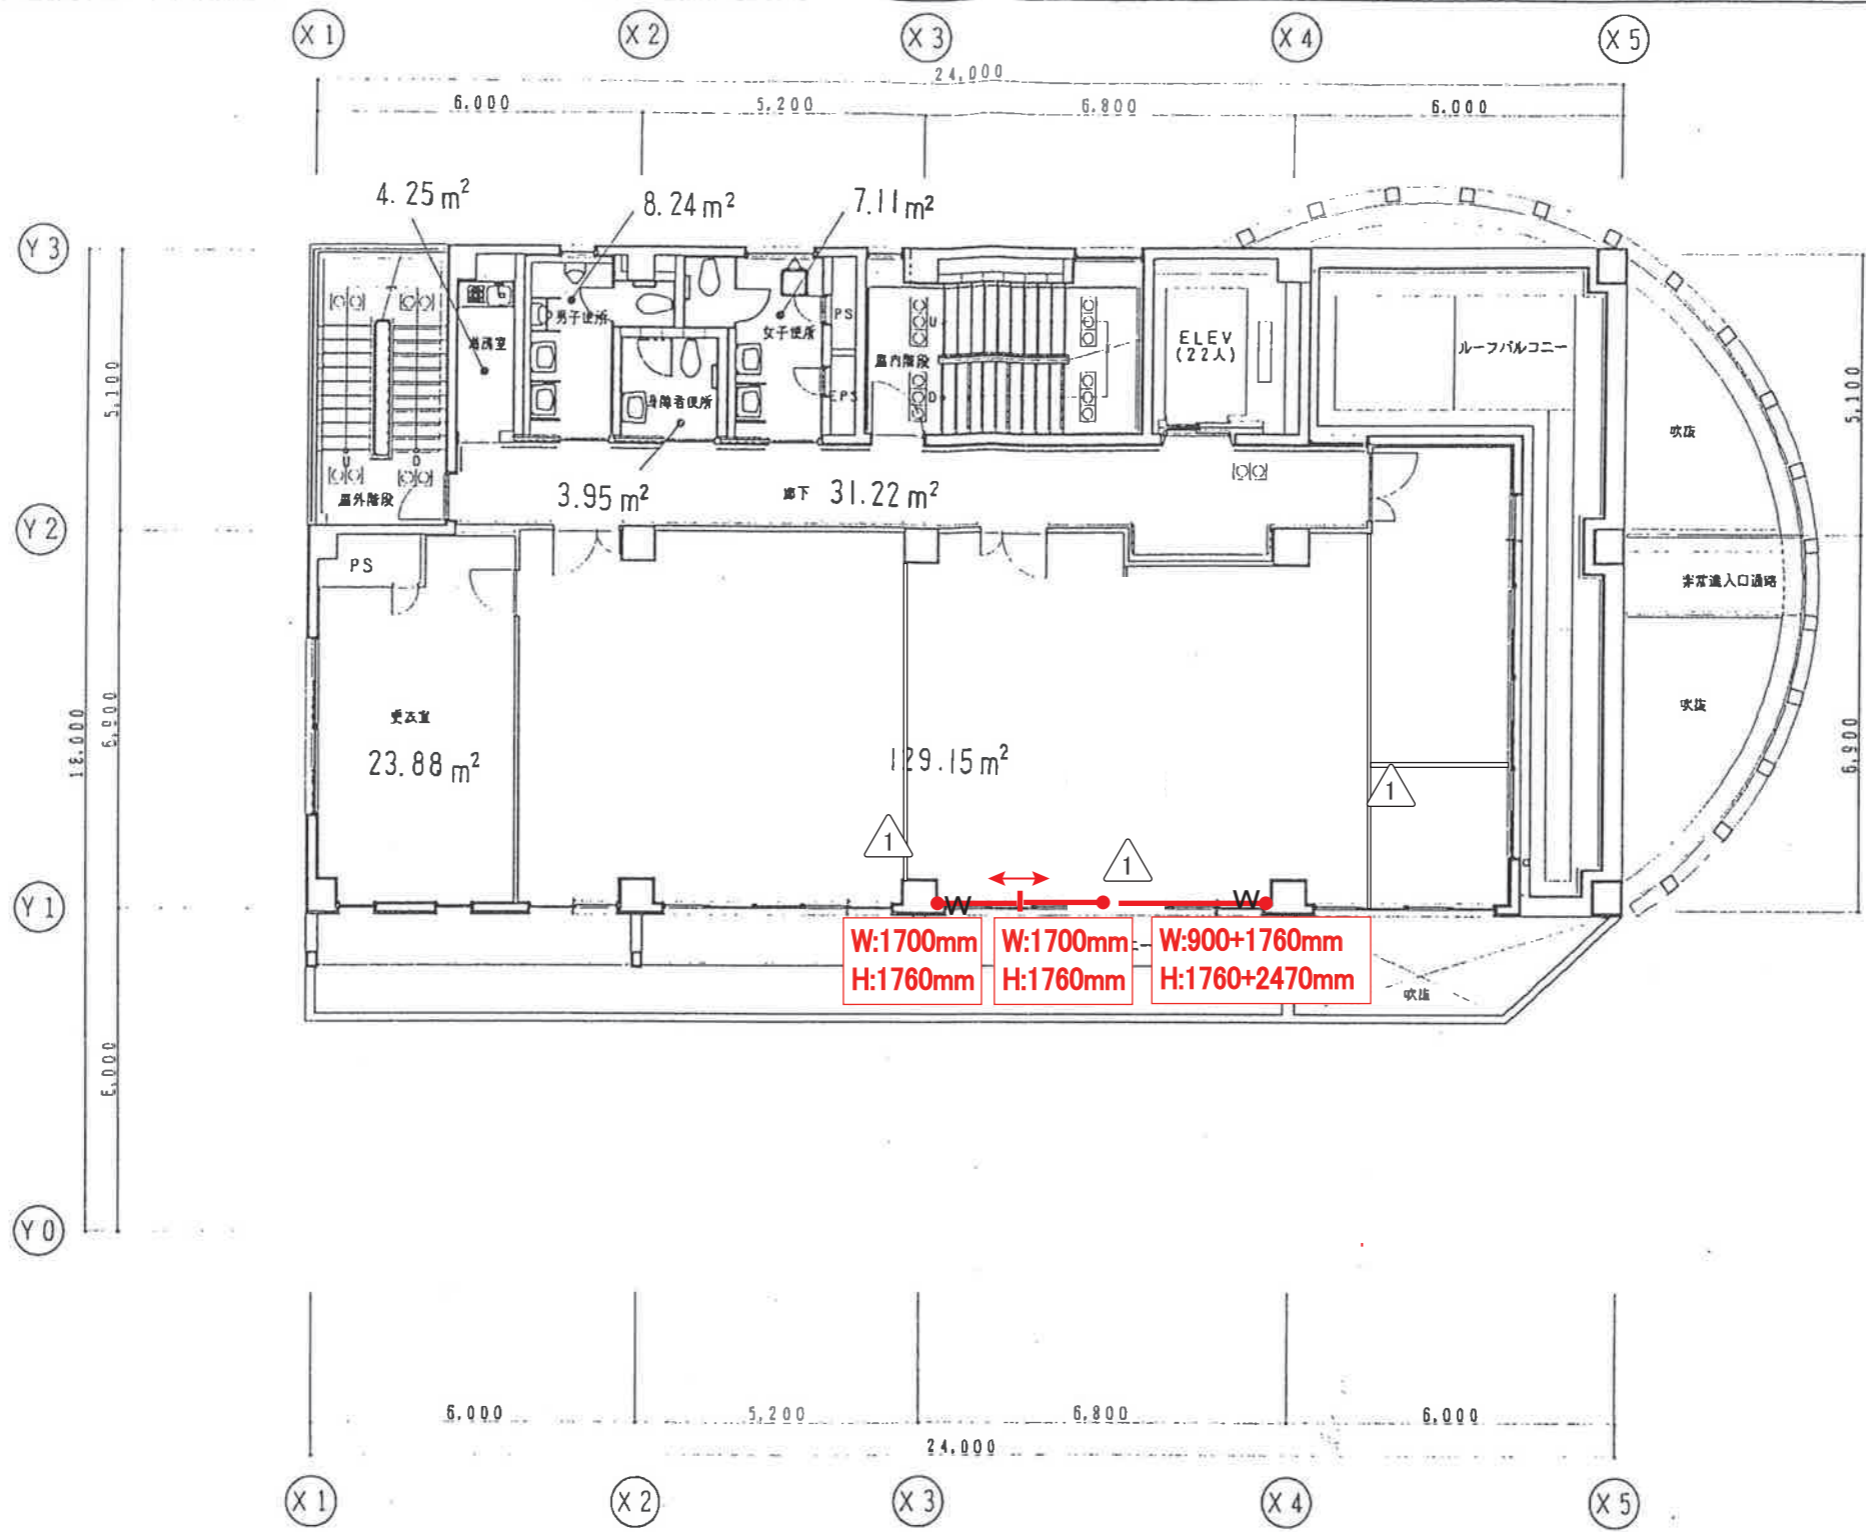 X1
X2
X3
X4
X5
24,000
6,000
5,200
6,800
6,000
4.25m²
8.24m²
7.11m²
Y3
5,100
湯沸室
男子便所
女子便所
PS
EPS
身障者便所
屋内階段
U
D
ELEV
(22人)
ルーフバルコニー
吹抜
5,100
U
D
屋外階段
3.95m²
廊下
31.22m²
Y2
PS
非常進入口通路
更衣室
23.88m²
129.15m²
吹抜
13,000
6,900
6,900
1
1
1
Y1
W
W
W:1700mm
H:1760mm
W:1700mm
H:1760mm
W:900+1760mm
H:1760+2470mm
吹抜
6,000
Y0
6,000
5,200
6,800
6,000
24,000
X1
X2
X3
X4
X5